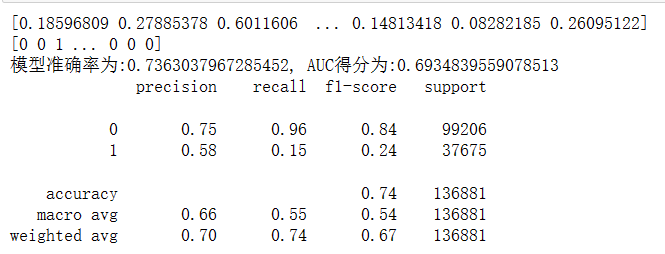 [0.18596809 0.27885378 0.6011606  ... 0.14813418 0.08282185 0.26095122]
[0 0 1 ... 0 0 0]
模型准确率为:0.7363037967285452, AUC得分为:0.6934839559078513
precision recall f1-score support
0 0.75 0.96 0.84 99206
1 0.58 0.15 0.24 37675
accuracy 0.74 136881
macro avg 0.66 0.55 0.54 136881
weighted avg 0.70 0.74 0.67 136881